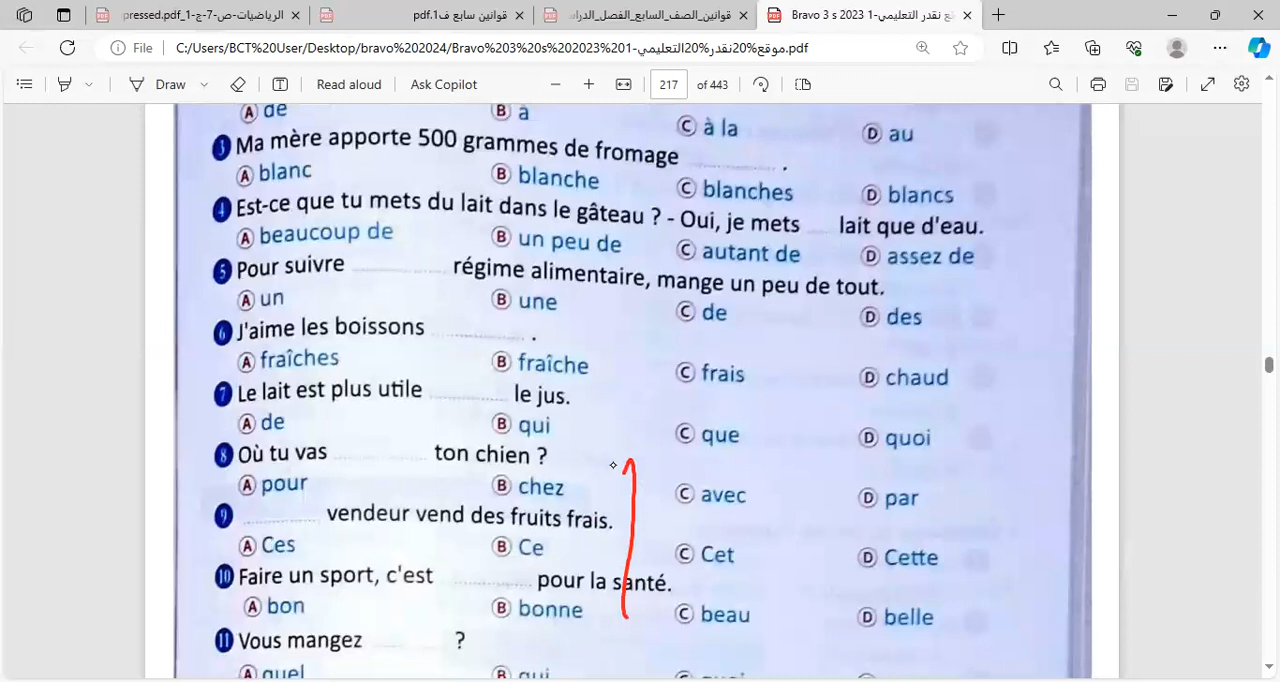 pressed.pdf_1-الرياضيات-ص-7-ج
قوانين سابع ف1.pdf
قوانين_الصف_السابع_الفصل_الدرا
Bravo 3 s 2023 1-ع نقدر التعليمي
File C:/Users/BCT%20User/Desktop/bravo%202024/Bravo%203%20s%202023%201-موقع%20نقدر%20التعليمي.pdf
Draw Read aloud Ask Copilot 217 of 443
A de B à C à la D au
3 Ma mère apporte 500 grammes de fromage .............. .
A blanc B blanche C blanches D blancs
4 Est-ce que tu mets du lait dans le gâteau ? - Oui, je mets .... lait que d'eau.
A beaucoup de B un peu de C autant de D assez de
5 Pour suivre .............. régime alimentaire, mange un peu de tout.
A un B une C de D des
6 J'aime les boissons .............. .
A fraîches B fraîche C frais D chaud
7 Le lait est plus utile .............. le jus.
A de B qui C que D quoi
8 Où tu vas .............. ton chien ?
A pour B chez C avec D par
9 .............. vendeur vend des fruits frais.
A Ces B Ce C Cet D Cette
10 Faire un sport, c'est .............. pour la santé.
A bon B bonne C beau D belle
11 Vous mangez .............. ?
A quel B qui